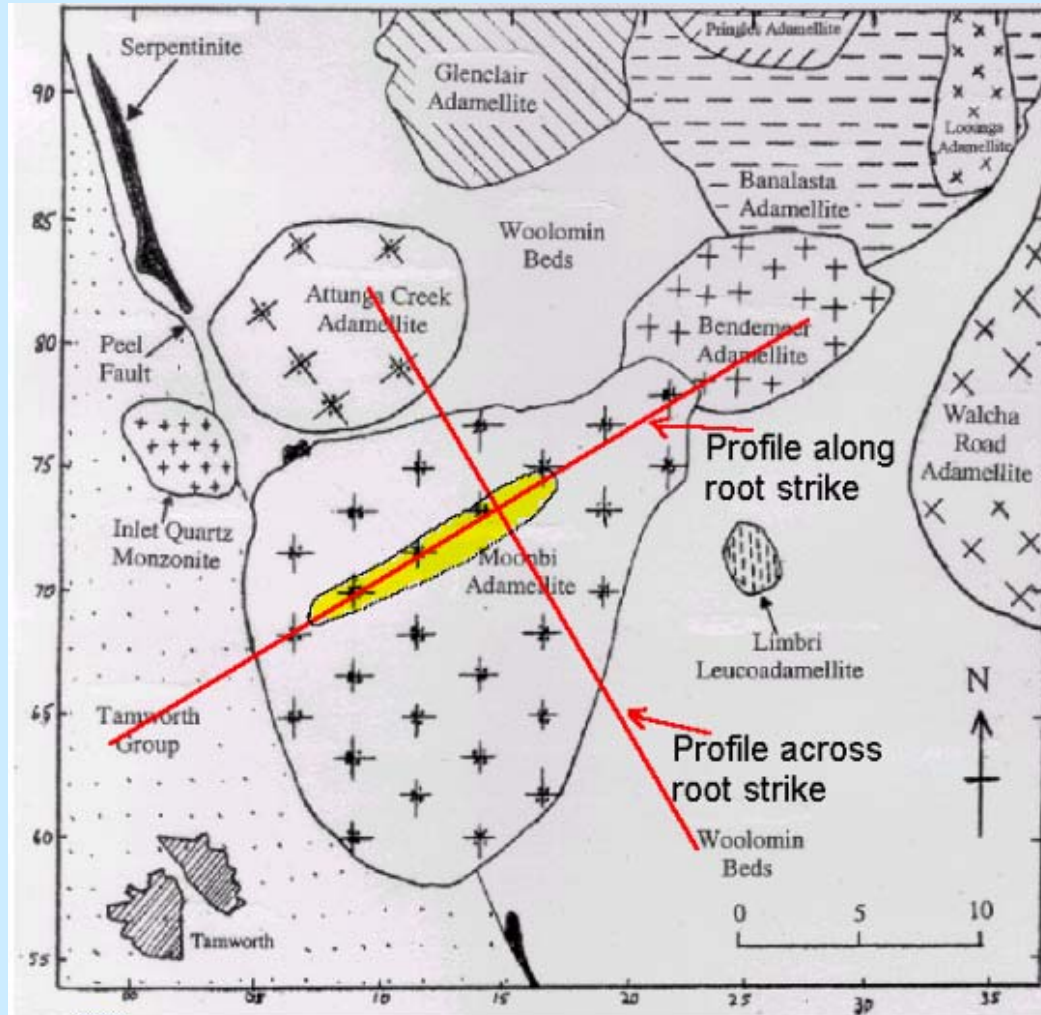 Serpentinite
Pringles Adamellite
Glenclair
Adamellite
Loounga
Adamellite
Banalasta
Adamellite
Woolomin
Beds
Attunga Creek
Adamellite
Bendemeer
Adamellite
Peel
Fault
Walcha
Road
Adamellite
Profile along
root strike
Inlet Quartz
Monzonite
Moonbi
Adamellite
Limbri
Leucoadamellite
N
Tamworth
Group
Profile across
root strike
Woolomin
Beds
0 5 10
Tamworth
90
85
80
75
70
65
60
55
00 05 10 15 20 25 30 35